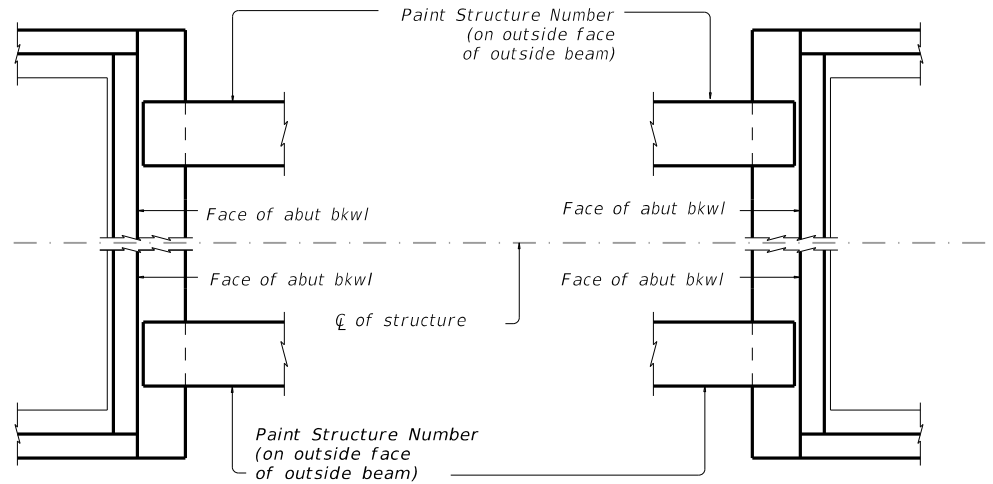 Paint Structure Number
(on outside face
of outside beam)
Face of abut bkwl
Face of abut bkwl
Face of abut bkwl
Face of abut bkwl
℄ of structure
Paint Structure Number
(on outside face
of outside beam)